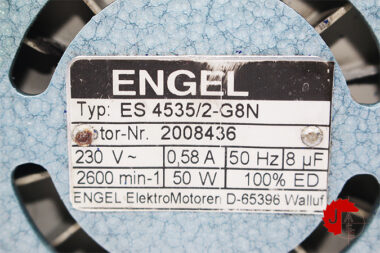 ENGEL
Typ: ES 4535/2-G8N
otor-Nr. 2008436
230 V~ 0,58 A 50 Hz 8 µF
2600 min-1 50 W 100% ED
ENGEL ElektroMotoren D-65396 Walluf